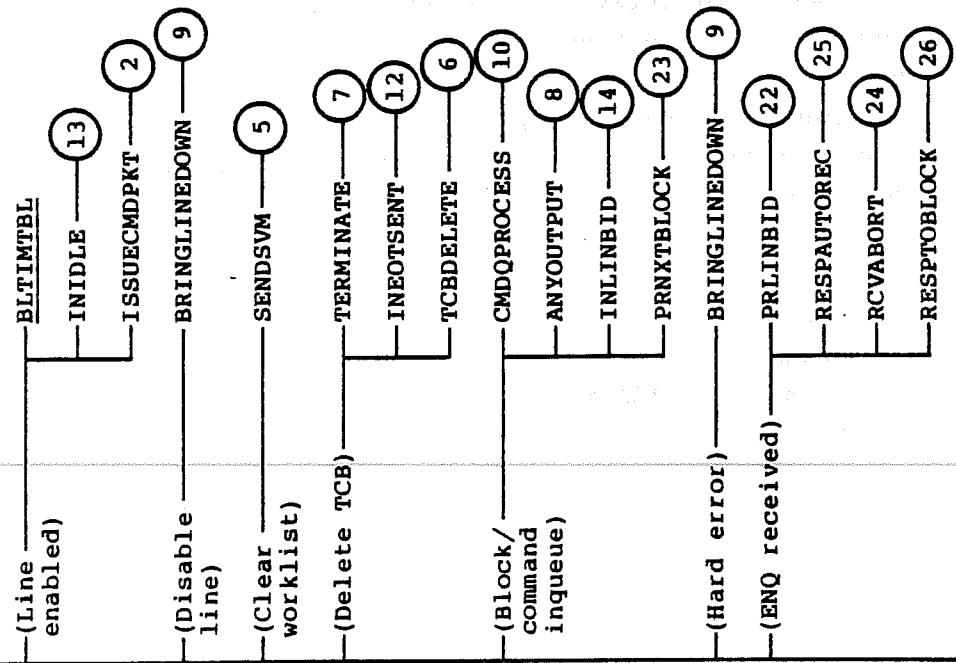 (Line enabled)
BLTIMTBL
INIDLE 13
ISSUECMDPKT 2
(Disable line)
BRINGLINEDOWN 9
(Clear worklist)
SENDSVM 5
(Delete TCB)
TERMINATE 7
INEOTSENT 12
TCBDELETE 6
(Block/ command inqueue)
CMDQPROCESS 10
ANYOUTPUT 8
INLINBID 14
PRNXTBLOCK 23
(Hard error)
BRINGLINEDOWN 9
(ENQ received)
PRLINBID 22
RESPAUTOREC 25
RCVABORT 24
RESPTOBLOCK 26